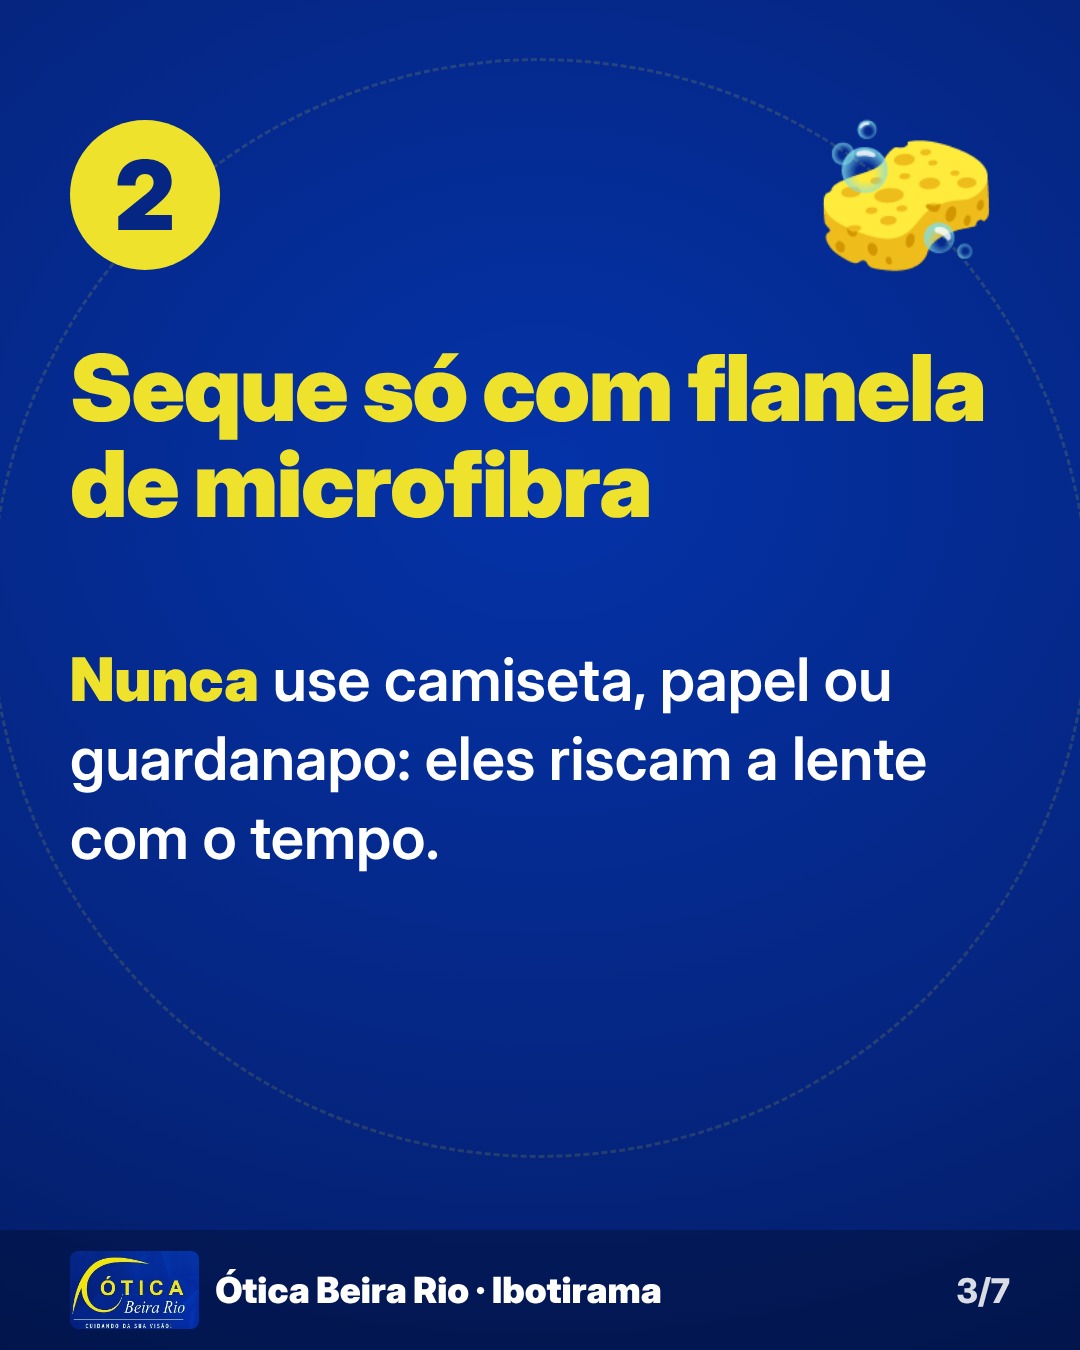 2
Seque só com flanela
de microfibra
Nunca use camiseta, papel ou
guardanapo: eles riscam a lente
com o tempo.
ÓTICA
Beira Rio
CUIDANDO DA SUA VISÃO.
Ótica Beira Rio · Ibotirama
3/7